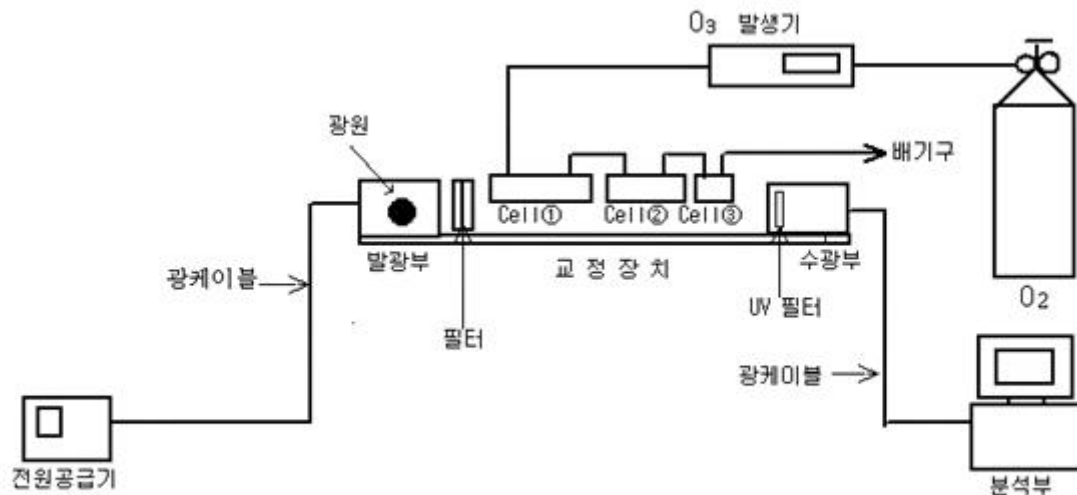 O₃ 발생기
광원
배기구
Cell①
Cell②
Cell③
발광부
교 정 장 치
수광부
광케이블
O₂
UV 필터
필터
광케이블
전원공급기
분석부